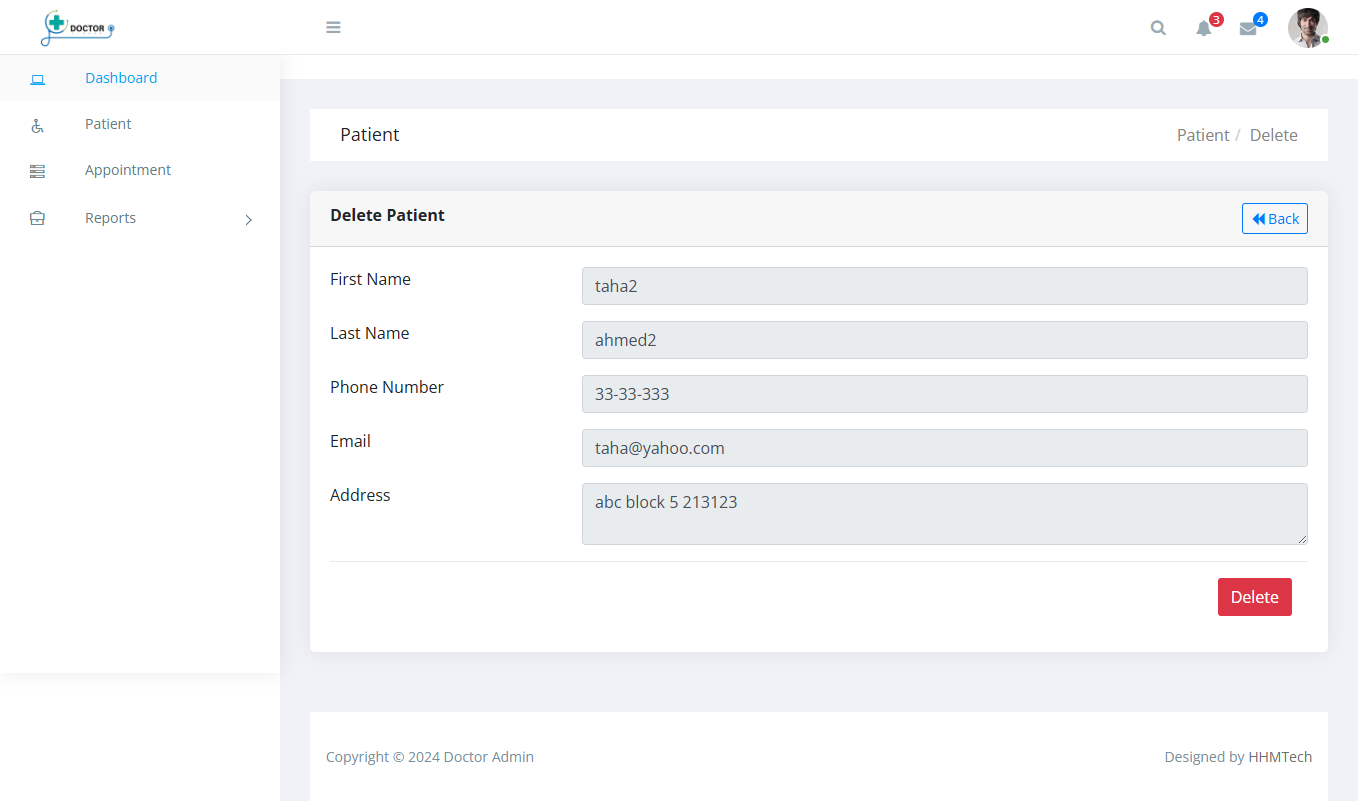 DOCTOR
3
4
Dashboard
Patient
Appointment
Reports
Patient
Patient / Delete
Delete Patient
Back
First Name
taha2
Last Name
ahmed2
Phone Number
33-33-333
Email
taha@yahoo.com
Address
abc block 5 213123
Delete
Copyright © 2024 Doctor Admin
Designed by HHMTech